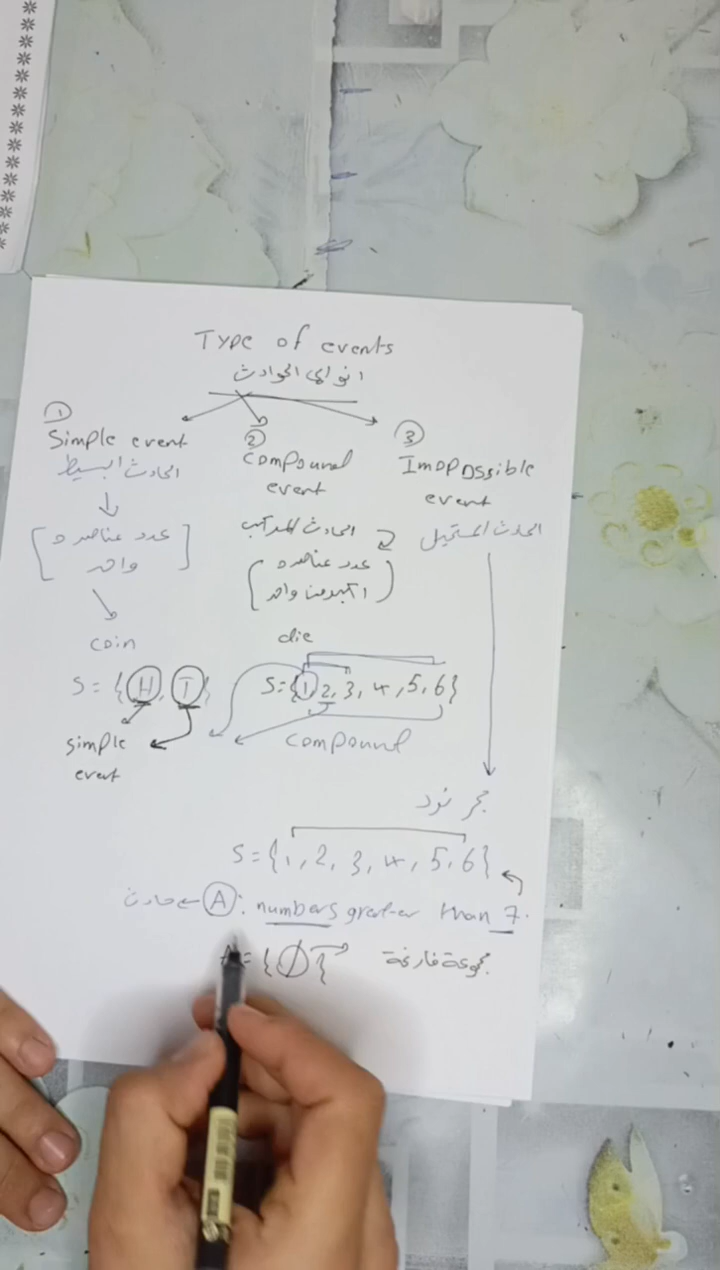 Type of events
انواع الحوادث
①
Simple event
الحادث البسيط
[عدد عناصره
واحد]
coin
S = {H, T}
simple
event
②
compound
event
الحادث المركب
(عدد عناصره
اكبر من واحد)
die
S={1, 2, 3, 4, 5, 6}
compound
③
Imopossible
event
الحدث المستحيل
حجر نرد
S={1, 2, 3, 4, 5, 6}
A: numbers greater than 7.
حادث
= {∅}
مجموعة فارغة